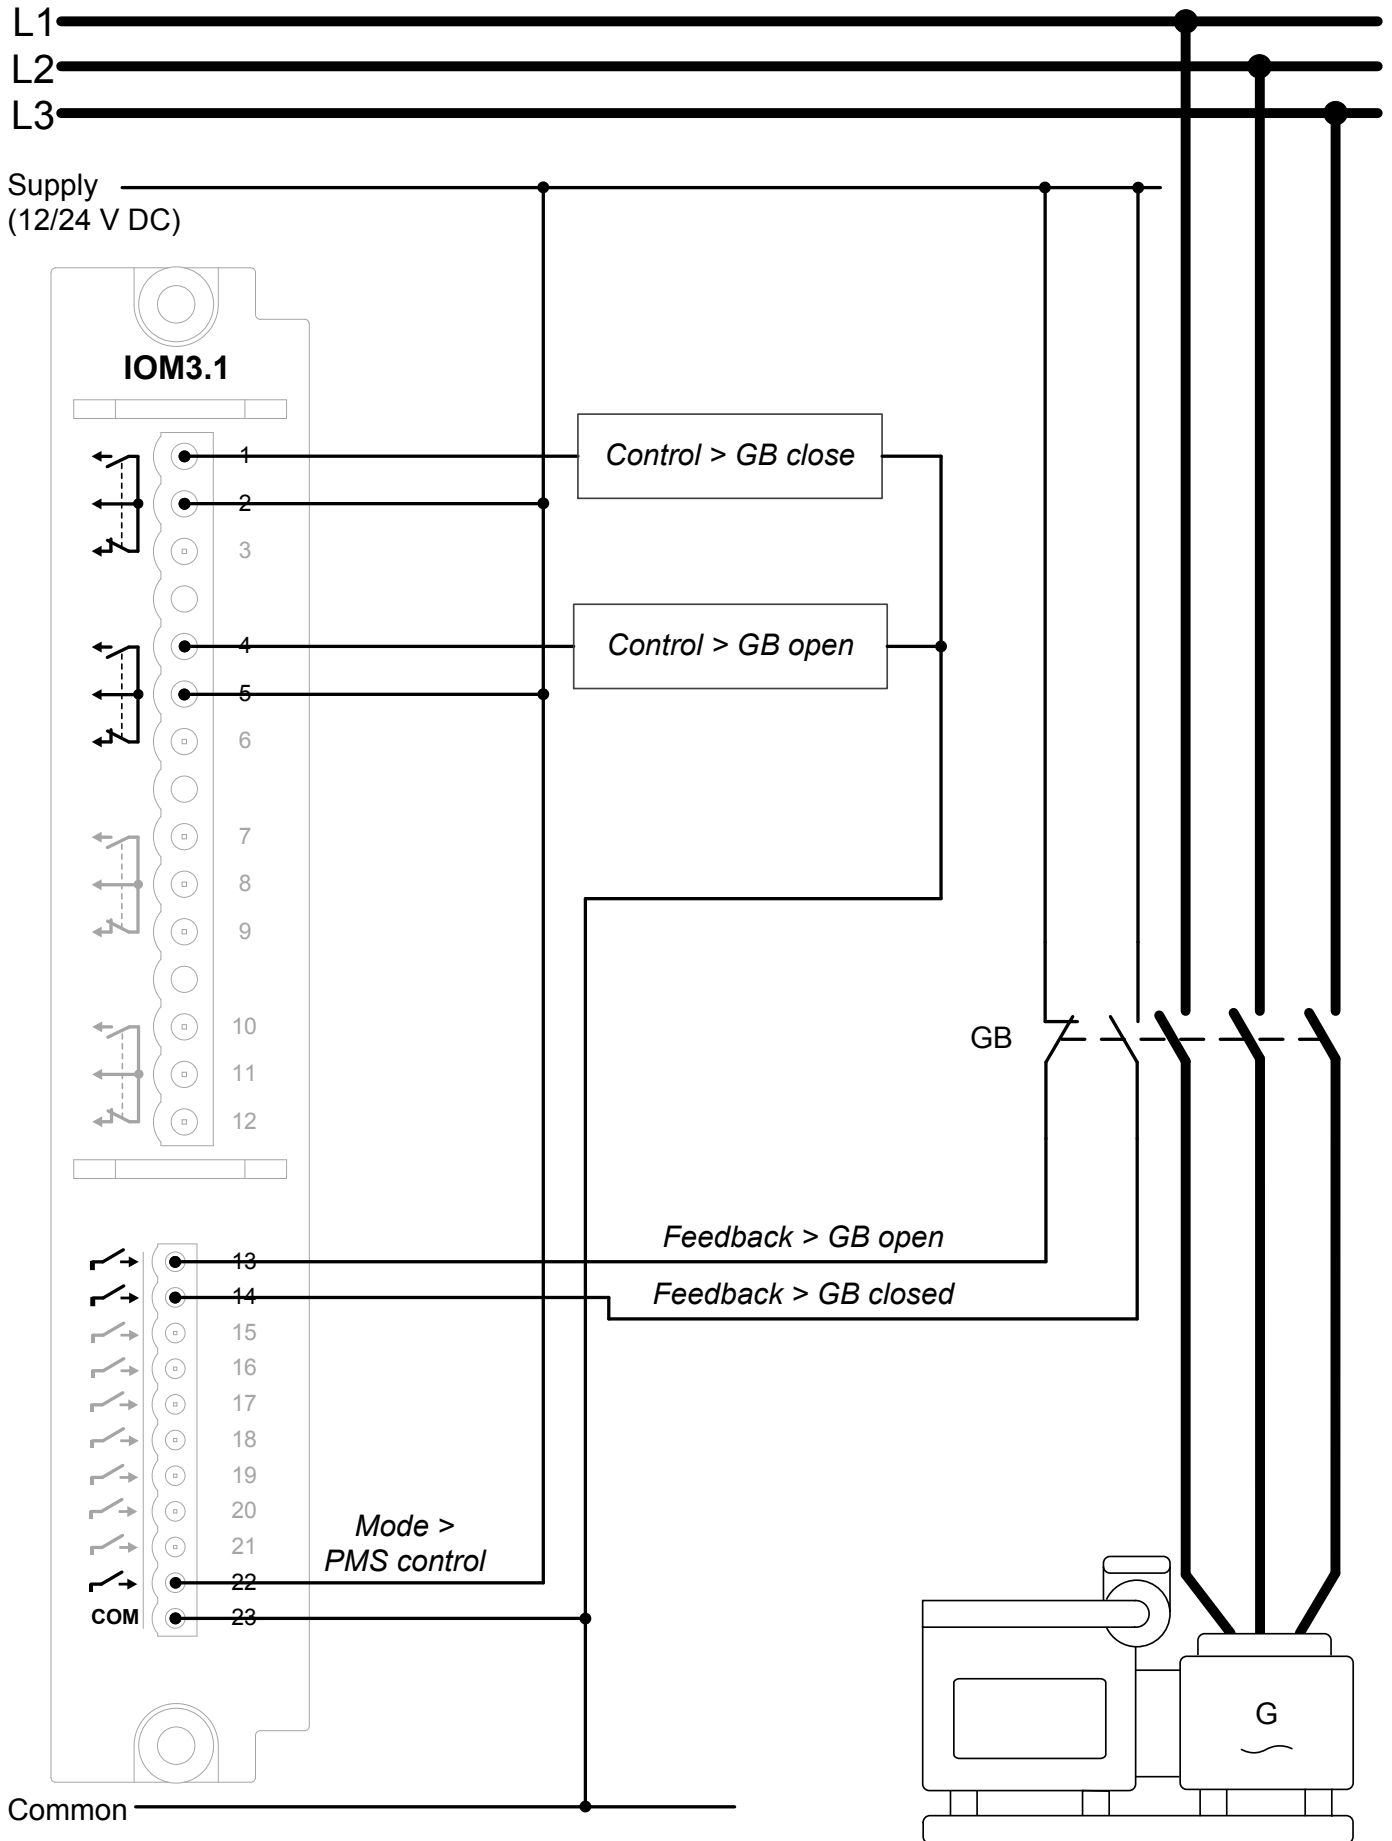 L1
L2
L3
Supply
(12/24 V DC)
IOM3.1
1
Control > GB close
2
3
4
Control > GB open
5
6
7
8
9
10
GB
11
12
Feedback > GB open
13
Feedback > GB closed
14
15
16
17
18
19
20
Mode >
21
PMS control
22
COM
23
G
Common